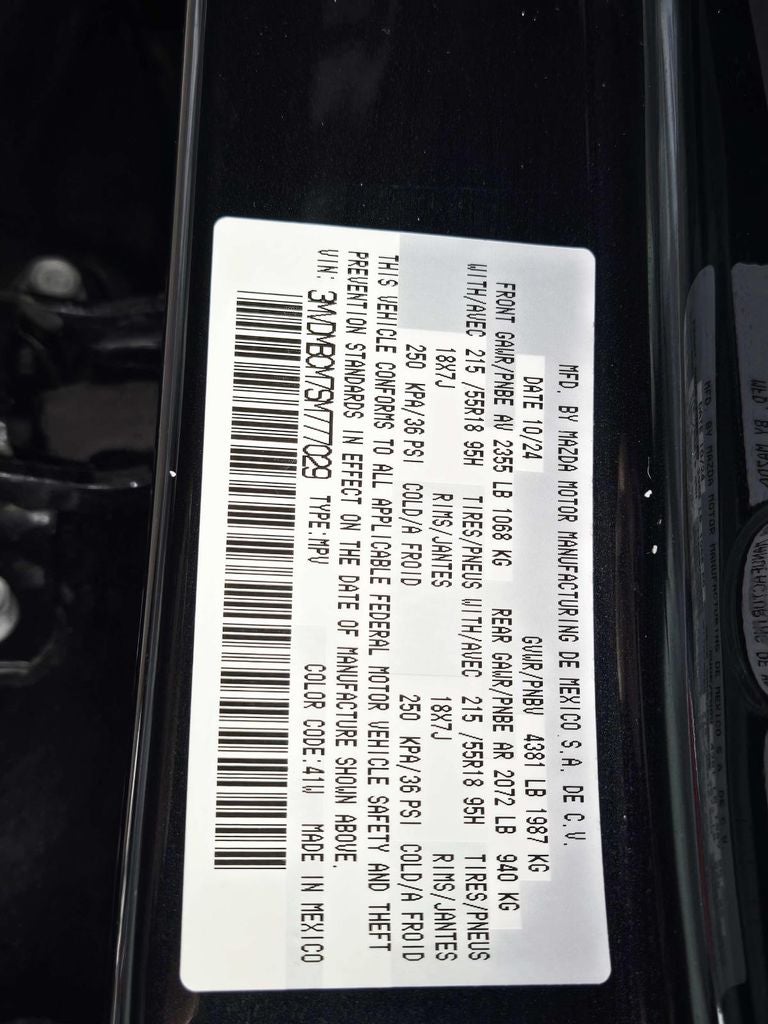 MFD. BY MAZDA MOTOR MANUFACTURING DE MEXICO S.A. DE C.V.
DATE 10/24 GVWR/PNBV 4381 LB 1987 KG
FRONT GAWR/PNBE AV 2355 LB 1068 KG REAR GAWR/PNBE AR 2072 LB 940 KG
WITH/AVEC 215 /55R18 95H TIRES/PNEUS WITH/AVEC 215 /55R18 95H TIRES/PNEUS
18X7J RIMS/JANTES 18X7J RIMS/JANTES
250 KPA/36 PSI COLD/A FROID 250 KPA/36 PSI COLD/A FROID
THIS VEHICLE CONFORMS TO ALL APPLICABLE FEDERAL MOTOR VEHICLE SAFETY AND THEFT
PREVENTION STANDARDS IN EFFECT ON THE DATE OF MANUFACTURE SHOWN ABOVE.
VIN: 3MVDMBCM7SM777029 TYPE:MPV COLOR CODE:41W MADE IN MEXICO